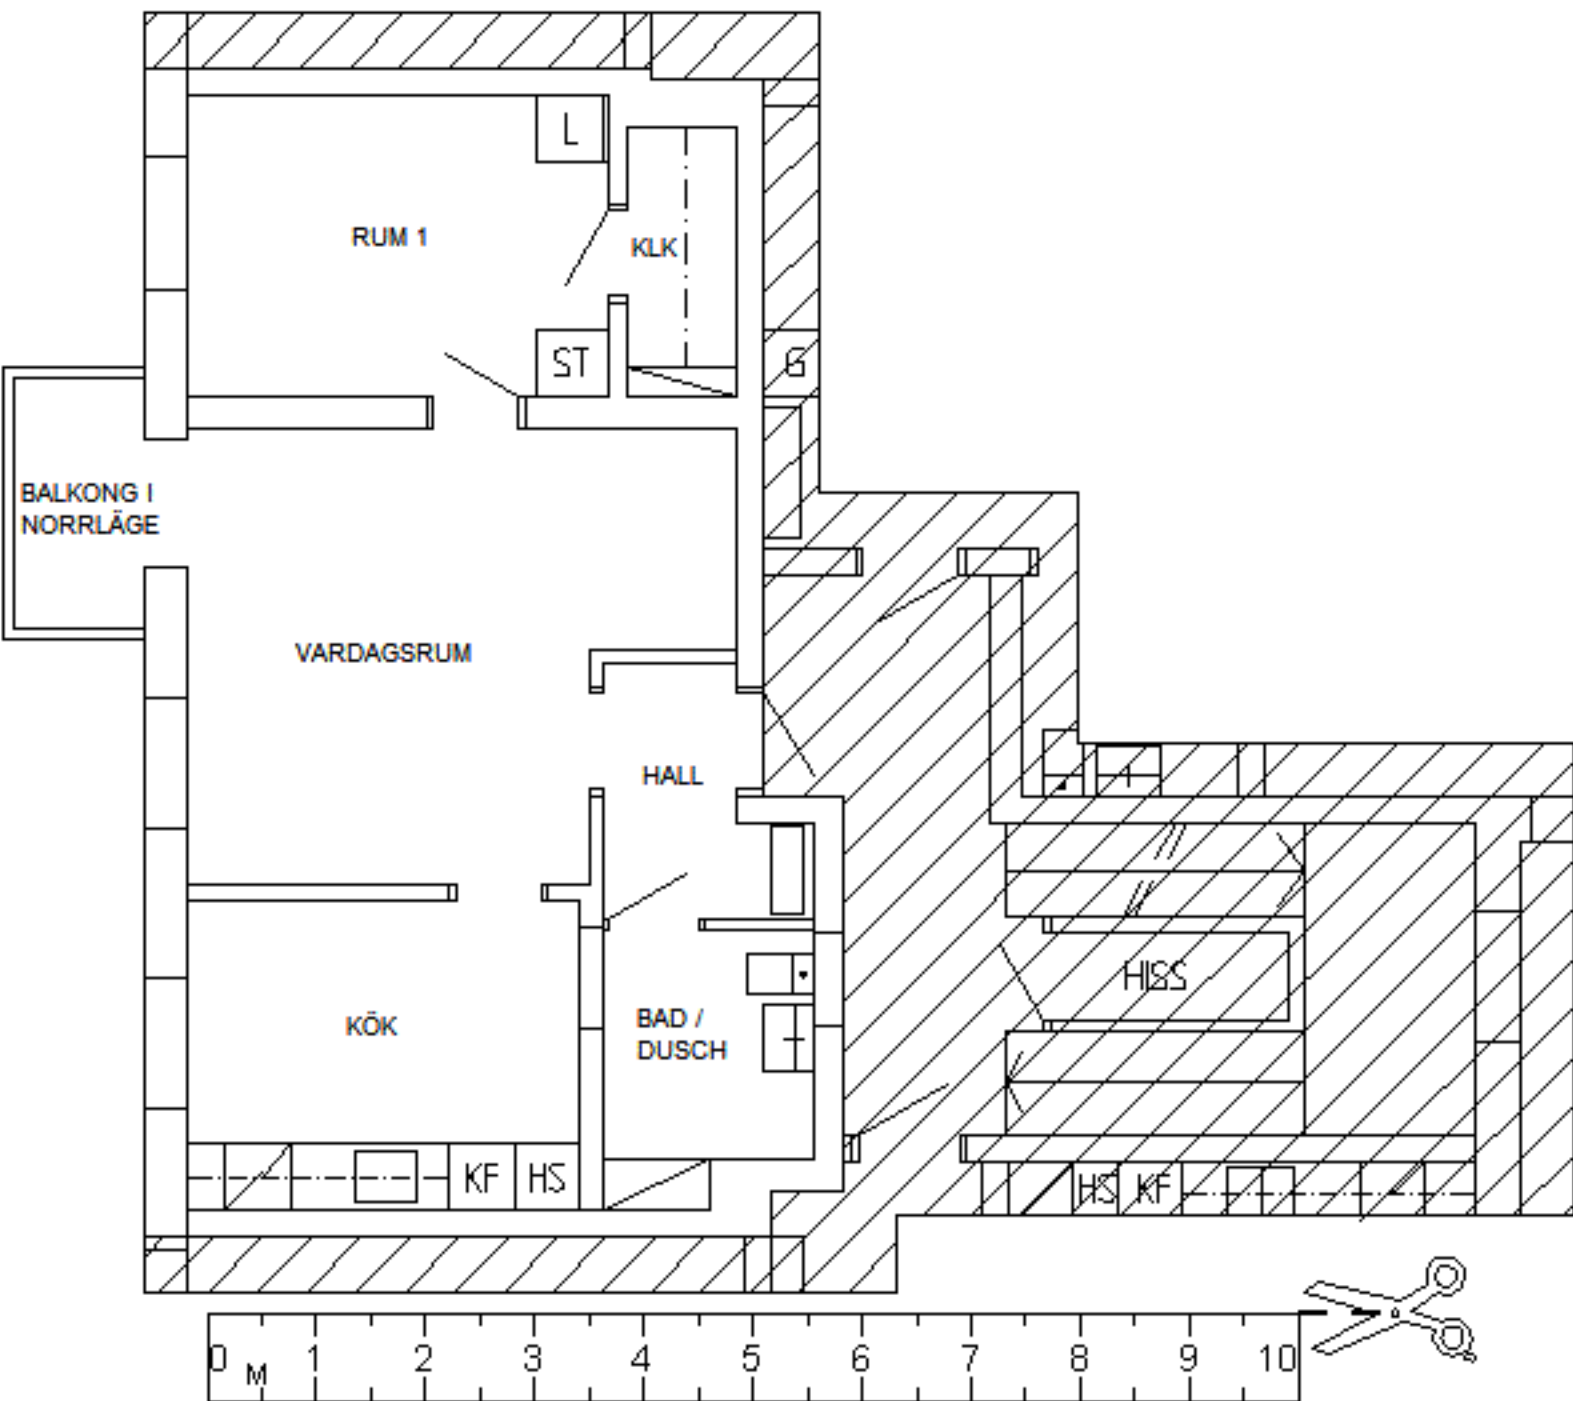 L
RUM 1
KLK
ST
G
BALKONG I
NORRLÄGE
VARDAGSRUM
HALL
HISS
KÖK
BAD /
DUSCH
KF HS
HS KF
0 M 1 2 3 4 5 6 7 8 9 10